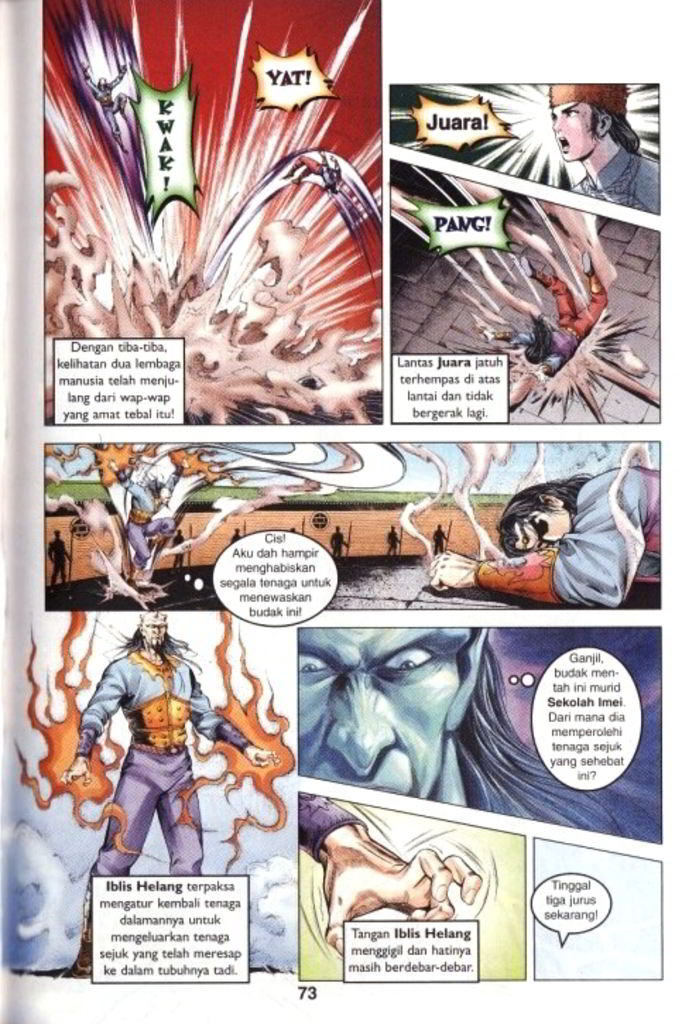 KWAK!
YAT!
Dengan tiba-tiba,
kelihatan dua lembaga
manusia telah menju-
lang dari wap-wap
yang amat tebal itu!
Juara!
PANG!
Lantas Juara jatuh
terhempas di atas
lantai dan tidak
bergerak lagi.
Cis!
Aku dah hampir
menghabiskan
segala tenaga untuk
menewaskan
budak ini!
Iblis Helang terpaksa
mengatur kembali tenaga
dalamannya untuk
mengeluarkan tenaga
sejuk yang telah meresap
ke dalam tubuhnya tadi.
Ganjil,
budak men-
tah ini murid
Sekolah Imei.
Dari mana dia
memperolehi
tenaga sejuk
yang sehebat
ini?
Tangan Iblis Helang
menggigil dan hatinya
masih berdebar-debar.
Tinggal
tiga jurus
sekarang!
73